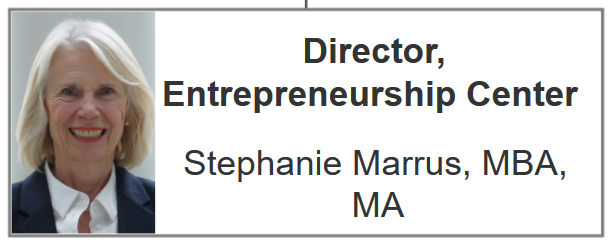 Director,
Entrepreneurship Center
Stephanie Marrus, MBA,
MA